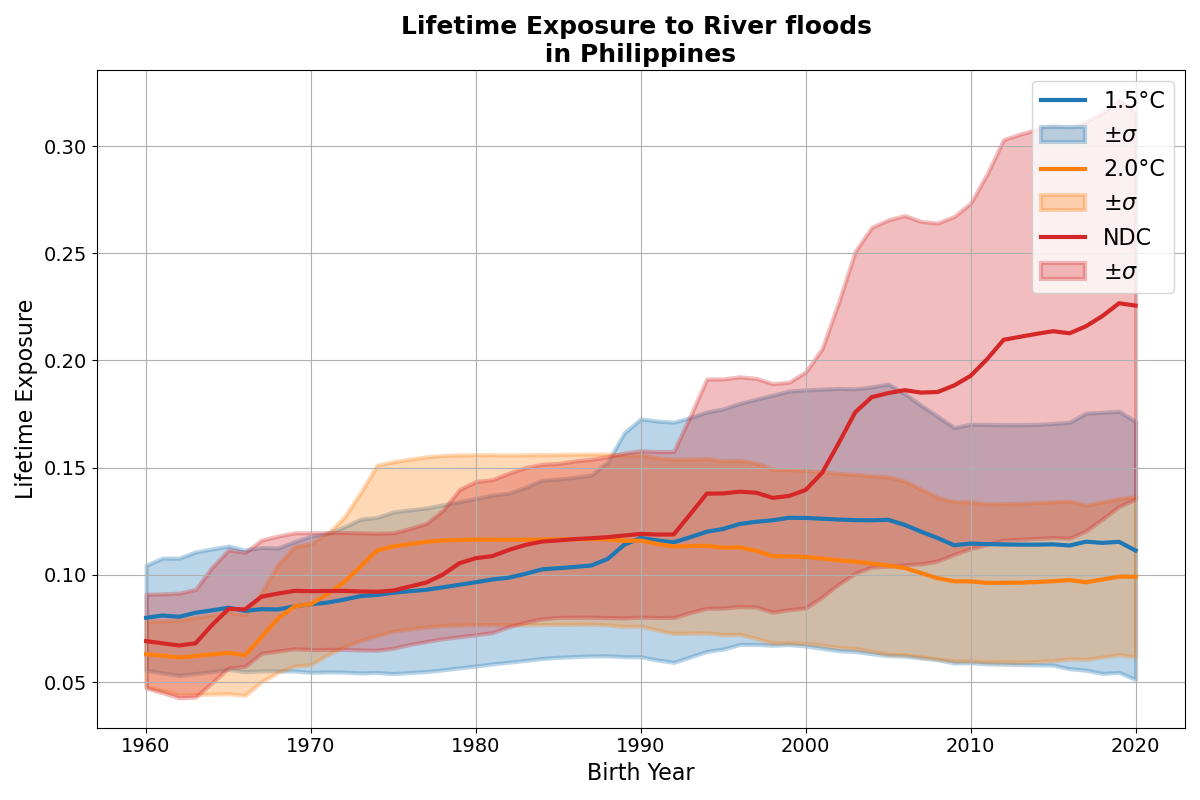 Lifetime Exposure to River floods
in Philippines
1.5°C
±σ
2.0°C
±σ
NDC
±σ
0.30
0.25
0.20
0.15
0.10
0.05
Lifetime Exposure
1960 1970 1980 1990 2000 2010 2020
Birth Year